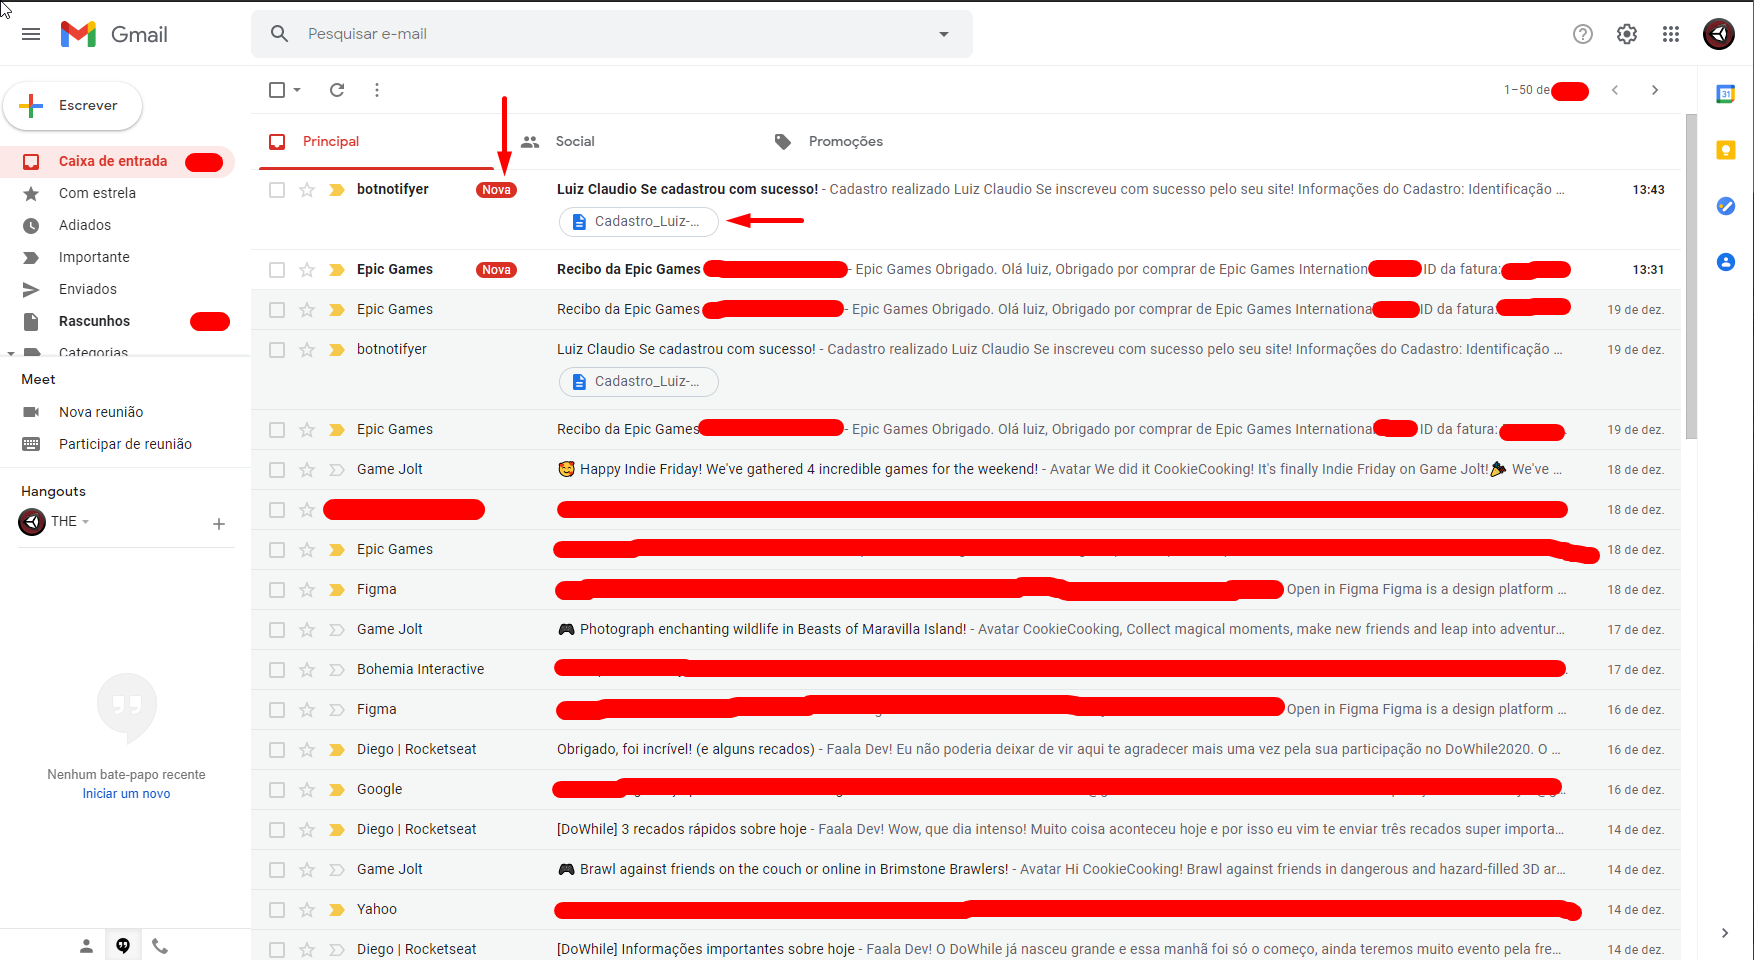 Gmail
Pesquisar e-mail
Escrever
1–50 de
Principal
Social
Promoções
Caixa de entrada
Com estrela
Adiados
Importante
Enviados
Rascunhos
Categorias
Meet
Nova reunião
Participar de reunião
Hangouts
THE
Nenhum bate-papo recente
Iniciar um novo
botnotifyer Nova Luiz Claudio Se cadastrou com sucesso! - Cadastro realizado Luiz Claudio Se inscreveu com sucesso pelo seu site! Informações do Cadastro: Identificação ... 13:43
Cadastro_Luiz-...
Epic Games Nova Recibo da Epic Games - Epic Games Obrigado. Olá luiz, Obrigado por comprar de Epic Games Internation ID da fatura: 13:31
Epic Games Recibo da Epic Games - Epic Games Obrigado. Olá luiz, Obrigado por comprar de Epic Games Internationa ID da fatura: 19 de dez.
botnotifyer Luiz Claudio Se cadastrou com sucesso! - Cadastro realizado Luiz Claudio Se inscreveu com sucesso pelo seu site! Informações do Cadastro: Identificação ... 19 de dez.
Cadastro_Luiz-...
Epic Games Recibo da Epic Games - Epic Games Obrigado. Olá luiz, Obrigado por comprar de Epic Games Internationa ID da fatura: 19 de dez.
Game Jolt 🥰 Happy Indie Friday! We've gathered 4 incredible games for the weekend! - Avatar We did it CookieCooking! It's finally Indie Friday on Game Jolt! 🎉 We've ... 18 de dez.
18 de dez.
Epic Games 18 de dez.
Figma Open in Figma Figma is a design platform ... 18 de dez.
Game Jolt 🎮 Photograph enchanting wildlife in Beasts of Maravilla Island! - Avatar CookieCooking, Collect magical moments, make new friends and leap into adventur... 17 de dez.
Bohemia Interactive 17 de dez.
Figma Open in Figma Figma is a design platform ... 16 de dez.
Diego | Rocketseat Obrigado, foi incrível! (e alguns recados) - Faala Dev! Eu não poderia deixar de vir aqui te agradecer mais uma vez pela sua participação no DoWhile2020. O ... 16 de dez.
Google 16 de dez.
Diego | Rocketseat [DoWhile] 3 recados rápidos sobre hoje - Faala Dev! Wow, que dia intenso! Muito coisa aconteceu hoje e por isso eu vim te enviar três recados super importa... 14 de dez.
Game Jolt 🎮 Brawl against friends on the couch or online in Brimstone Brawlers! - Avatar Hi CookieCooking! Brawl against friends in dangerous and hazard-filled 3D ar... 14 de dez.
Yahoo 14 de dez.
Diego | Rocketseat [DoWhile] Informações importantes sobre hoje - Faala Dev! O DoWhile já nasceu grande e essa manhã foi só o começo, ainda teremos muito evento pela fre... 14 de dez.
31